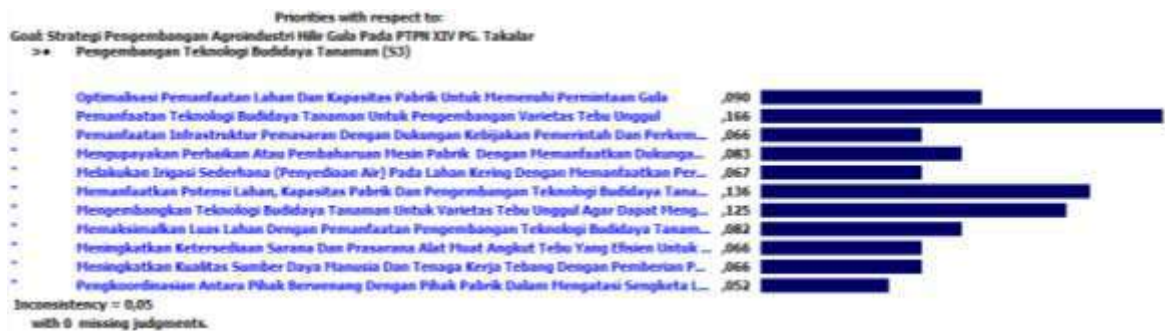 Priorities with respect to:
Goal: Strategi Pengembangan Agroindustri Hilir Gula Pada PTPN XIV PG. Takalar
>• Pengembangan Teknologi Budidaya Tanaman (S3)
Optimalisasi Pemanfaatan Lahan Dan Kapasitas Pabrik Untuk Memenuhi Permintaan Gula ,090
Pemanfaatan Teknologi Budidaya Tanaman Untuk Pengembangan Varietas Tebu Unggul ,166
Pemanfaatan Infrastruktur Pemasaran Dengan Dukungan Kebijakan Pemerintah Dan Perkem... ,066
Mengupayakan Perbaikan Atau Pembaharuan Mesin Pabrik Dengan Memanfaatkan Dukunga... ,083
Melakukan Irigasi Sederhana (Penyediaan Air) Pada Lahan Kering Dengan Memanfaatkan Per... ,067
Memanfaatkan Potensi Lahan, Kapasitas Pabrik Dan Pengembangan Teknologi Budidaya Tana... ,136
Mengembangkan Teknologi Budidaya Tanaman Untuk Varietas Tebu Unggul Agar Dapat Meng... ,125
Memaksimalkan Luas Lahan Dengan Pemanfaatan Pengembangan Teknologi Budidaya Tanam... ,082
Meningkatkan Ketersediaan Sarana Dan Prasarana Alat Muat Angkut Tebu Yang Efisien Untuk ... ,066
Meningkatkan Kualitas Sumber Daya Manusia Dan Tenaga Kerja Tebang Dengan Pemberian P... ,066
Pengkoordinasian Antara Pihak Berwenang Dengan Pihak Pabrik Dalam Mengatasi Sengketa L... ,052
Inconsistency = 0,05
with 0 missing judgments.